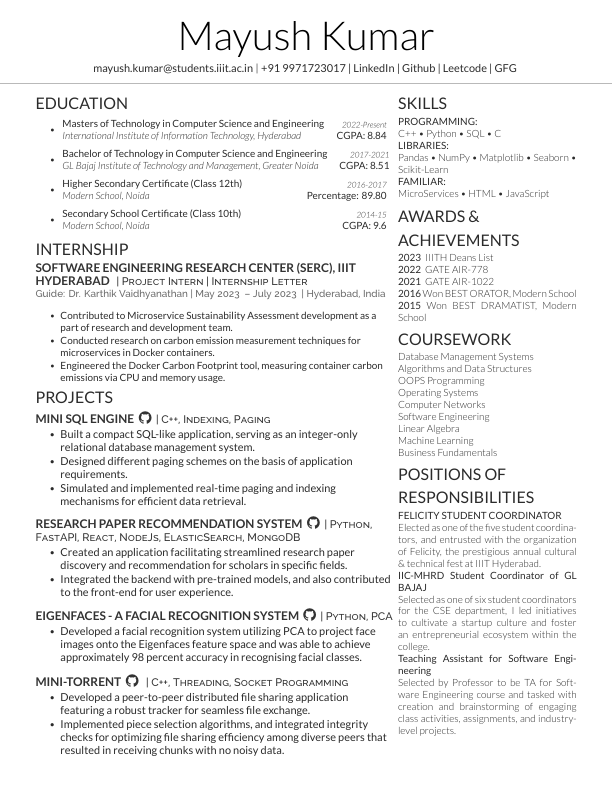 Mayush Kumar
mayush.kumar@students.iiit.ac.in | +91 9971723017 | LinkedIn | Github | Leetcode | GFG
EDUCATION
• Masters of Technology in Computer Science and Engineering 2022-Present
International Institute of Information Technology, Hyderabad CGPA: 8.84
• Bachelor of Technology in Computer Science and Engineering 2017-2021
GL Bajaj Institute of Technology and Management, Greater Noida CGPA: 8.51
• Higher Secondary Certificate (Class 12th) 2016-2017
Modern School, Noida Percentage: 89.80
• Secondary School Certificate (Class 10th) 2014-15
Modern School, Noida CGPA: 9.6
INTERNSHIP
SOFTWARE ENGINEERING RESEARCH CENTER (SERC), IIIT
HYDERABAD | Project Intern | Internship Letter
Guide: Dr. Karthik Vaidhyanathan | May 2023 – July 2023 | Hyderabad, India
• Contributed to Microservice Sustainability Assessment development as a
part of research and development team.
• Conducted research on carbon emission measurement techniques for
microservices in Docker containers.
• Engineered the Docker Carbon Footprint tool, measuring container carbon
emissions via CPU and memory usage.
PROJECTS
MINI SQL ENGINE | C++, Indexing, Paging
• Built a compact SQL-like application, serving as an integer-only
relational database management system.
• Designed different paging schemes on the basis of application
requirements.
• Simulated and implemented real-time paging and indexing
mechanisms for efficient data retrieval.
RESEARCH PAPER RECOMMENDATION SYSTEM | Python,
FastAPI, React, NodeJs, ElasticSearch, MongoDB
• Created an application facilitating streamlined research paper
discovery and recommendation for scholars in specific fields.
• Integrated the backend with pre-trained models, and also contributed
to the front-end for user experience.
EIGENFACES - A FACIAL RECOGNITION SYSTEM | Python, PCA
• Developed a facial recognition system utilizing PCA to project face
images onto the Eigenfaces feature space and was able to achieve
approximately 98 percent accuracy in recognising facial classes.
MINI-TORRENT | C++, Threading, Socket Programming
• Developed a peer-to-peer distributed file sharing application
featuring a robust tracker for seamless file exchange.
• Implemented piece selection algorithms, and integrated integrity
checks for optimizing file sharing efficiency among diverse peers that
resulted in receiving chunks with no noisy data.
SKILLS
PROGRAMMING:
C++ • Python • SQL • C
LIBRARIES:
Pandas • NumPy • Matplotlib • Seaborn •
Scikit-Learn
FAMILIAR:
MicroServices • HTML • JavaScript
AWARDS &
ACHIEVEMENTS
2023 IIITH Deans List
2022 GATE AIR-778
2021 GATE AIR-1022
2016 Won BEST ORATOR, Modern School
2015 Won BEST DRAMATIST, Modern
School
COURSEWORK
Database Management Systems
Algorithms and Data Structures
OOPS Programming
Operating Systems
Computer Networks
Software Engineering
Linear Algebra
Machine Learning
Business Fundamentals
POSITIONS OF
RESPONSIBILITIES
FELICITY STUDENT COORDINATOR
Elected as one of the five student coordina-
tors, and entrusted with the organization
of Felicity, the prestigious annual cultural
& technical fest at IIIT Hyderabad.
IIC-MHRD Student Coordinator of GL
BAJAJ
Selected as one of six student coordinators
for the CSE department, I led initiatives
to cultivate a startup culture and foster
an entrepreneurial ecosystem within the
college.
Teaching Assistant for Software Engi-
neering
Selected by Professor to be TA for Soft-
ware Engineering course and tasked with
creation and brainstorming of engaging
class activities, assignments, and industry-
level projects.